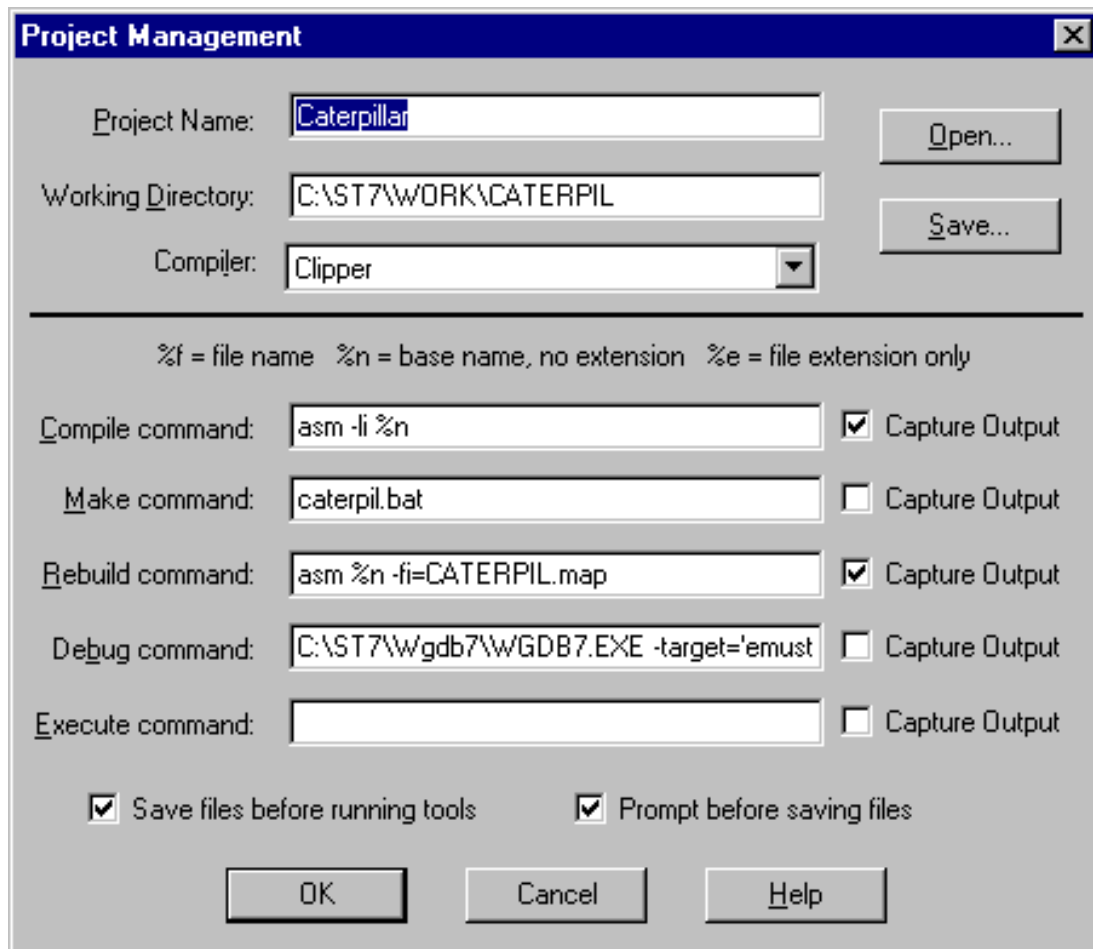 Project Management
Project Name: Caterpillar
Open...
Working Directory: C:\ST7\WORK\CATERPIL
Save...
Compiler: Clipper
%f = file name %n = base name, no extension %e = file extension only
Compile command: asm -li %n Capture Output
Make command: caterpil.bat Capture Output
Rebuild command: asm %n -fi=CATERPIL.map Capture Output
Debug command: C:\ST7\Wgdb7\WGDB7.EXE -target='emust Capture Output
Execute command: Capture Output
Save files before running tools Prompt before saving files
OK Cancel Help